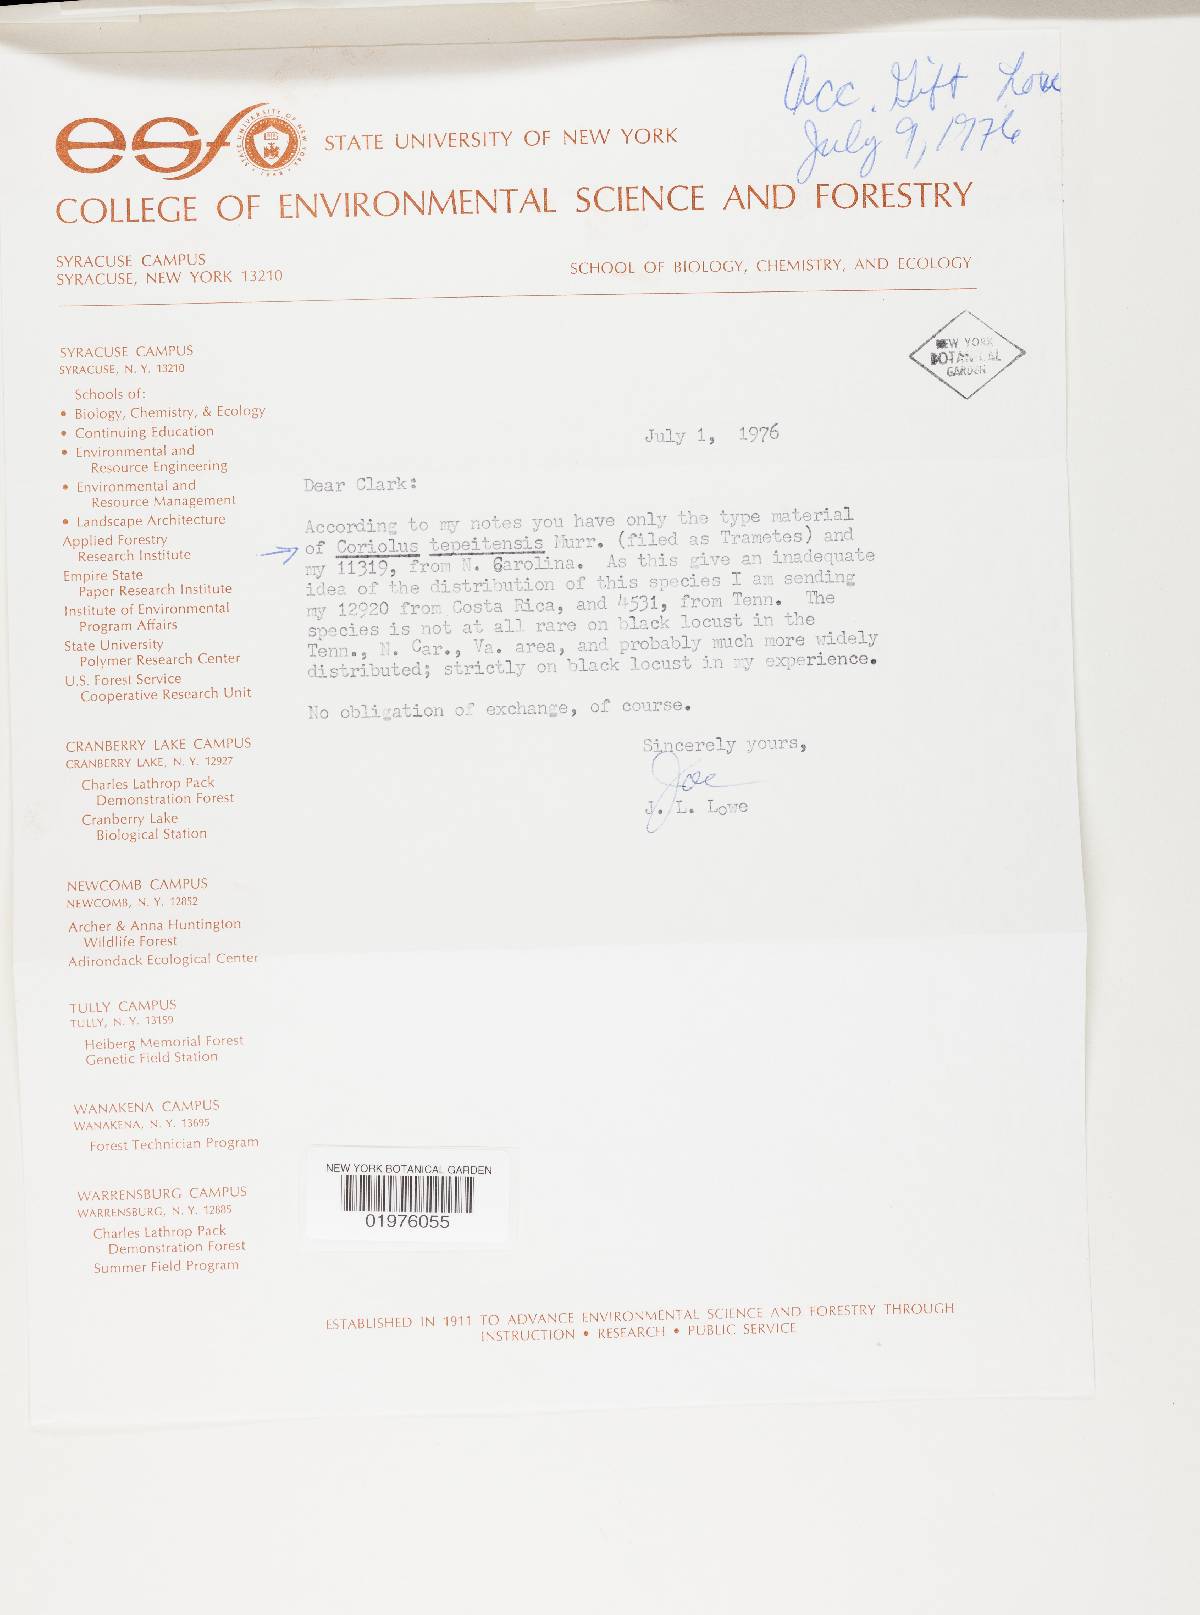 Acc. Gift Lowe
July 9, 1976
esf STATE UNIVERSITY OF NEW YORK
COLLEGE OF ENVIRONMENTAL SCIENCE AND FORESTRY
SYRACUSE CAMPUS
SYRACUSE, NEW YORK 13210
SCHOOL OF BIOLOGY, CHEMISTRY, AND ECOLOGY
NEW YORK
BOTANICAL
GARDEN
SYRACUSE CAMPUS
SYRACUSE, N. Y. 13210
Schools of:
• Biology, Chemistry, & Ecology
• Continuing Education
• Environmental and
Resource Engineering
• Environmental and
Resource Management
• Landscape Architecture
Applied Forestry
Research Institute
Empire State
Paper Research Institute
Institute of Environmental
Program Affairs
State University
Polymer Research Center
U.S. Forest Service
Cooperative Research Unit
CRANBERRY LAKE CAMPUS
CRANBERRY LAKE, N. Y. 12927
Charles Lathrop Pack
Demonstration Forest
Cranberry Lake
Biological Station
NEWCOMB CAMPUS
NEWCOMB, N. Y. 12852
Archer & Anna Huntington
Wildlife Forest
Adirondack Ecological Center
TULLY CAMPUS
TULLY, N. Y. 13159
Heiberg Memorial Forest
Genetic Field Station
WANAKENA CAMPUS
WANAKENA, N. Y. 13695
Forest Technician Program
WARRENSBURG CAMPUS
WARRENSBURG, N. Y. 12885
Charles Lathrop Pack
Demonstration Forest
Summer Field Program
July 1, 1976
Dear Clark:
According to my notes you have only the type material
of Coriolus tepeitensis Murr. (filed as Trametes) and
my 11319, from N. Carolina. As this give an inadequate
idea of the distribution of this species I am sending
my 12920 from Costa Rica, and 4531, from Tenn. The
species is not at all rare on black locust in the
Tenn., N. Car., Va. area, and probably much more widely
distributed; strictly on black locust in my experience.
No obligation of exchange, of course.
Sincerely yours,
Joe
J. L. Lowe
NEW YORK BOTANICAL GARDEN
01976055
ESTABLISHED IN 1911 TO ADVANCE ENVIRONMENTAL SCIENCE AND FORESTRY THROUGH
INSTRUCTION • RESEARCH • PUBLIC SERVICE